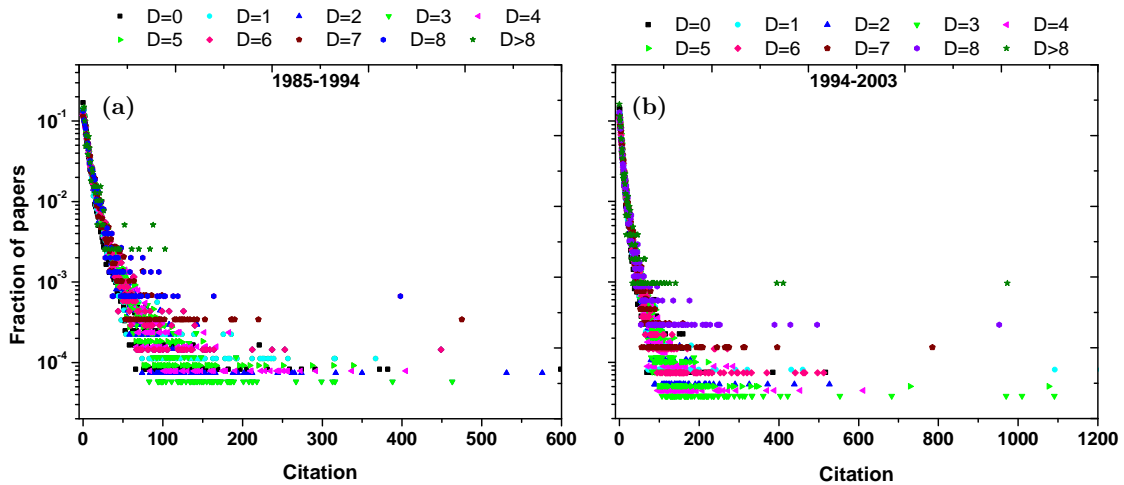 D=0 D=1 D=2 D=3 D=4
D=5 D=6 D=7 D=8 D>8
1985-1994
(a)
10^-1
10^-2
10^-3
10^-4
0 100 200 300 400 500 600
Fraction of papers
Citation
D=0 D=1 D=2 D=3 D=4
D=5 D=6 D=7 D=8 D>8
1994-2003
(b)
0 200 400 600 800 1000 1200
Citation